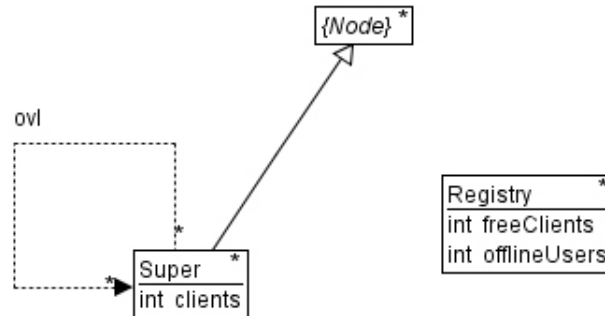 {Node} *
ovl
Registry *
int freeClients
int offlineUsers
*
Super *
* int clients